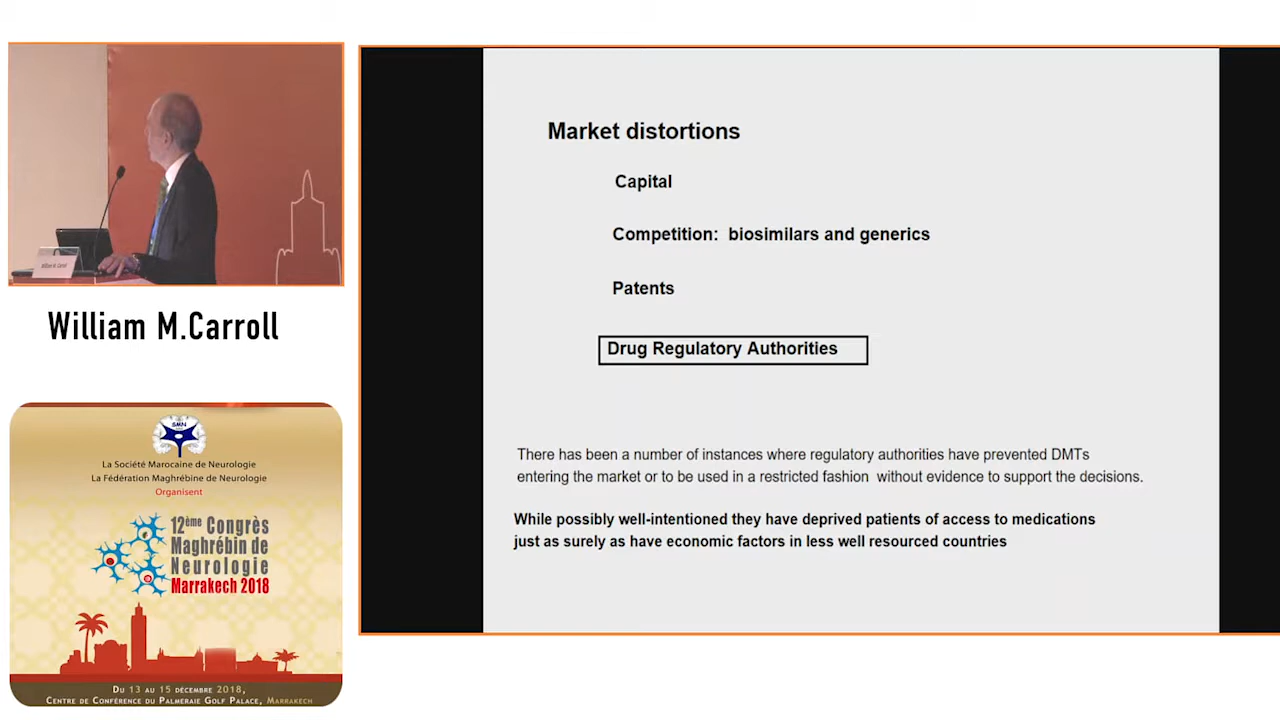 William M. Carroll
William M.Carroll
SMN
La Société Marocaine de Neurologie
La Fédération Maghrébine de Neurologie
Organisent
12ème Congrès
Maghrébin de
Neurologie
Marrakech 2018
Du 13 au 15 décembre 2018,
Centre de Conférence du Palmeraie Golf Palace, Marrakech
Market distortions
Capital
Competition: biosimilars and generics
Patents
Drug Regulatory Authorities
There has been a number of instances where regulatory authorities have prevented DMTs
entering the market or to be used in a restricted fashion without evidence to support the decisions.
While possibly well-intentioned they have deprived patients of access to medications
just as surely as have economic factors in less well resourced countries